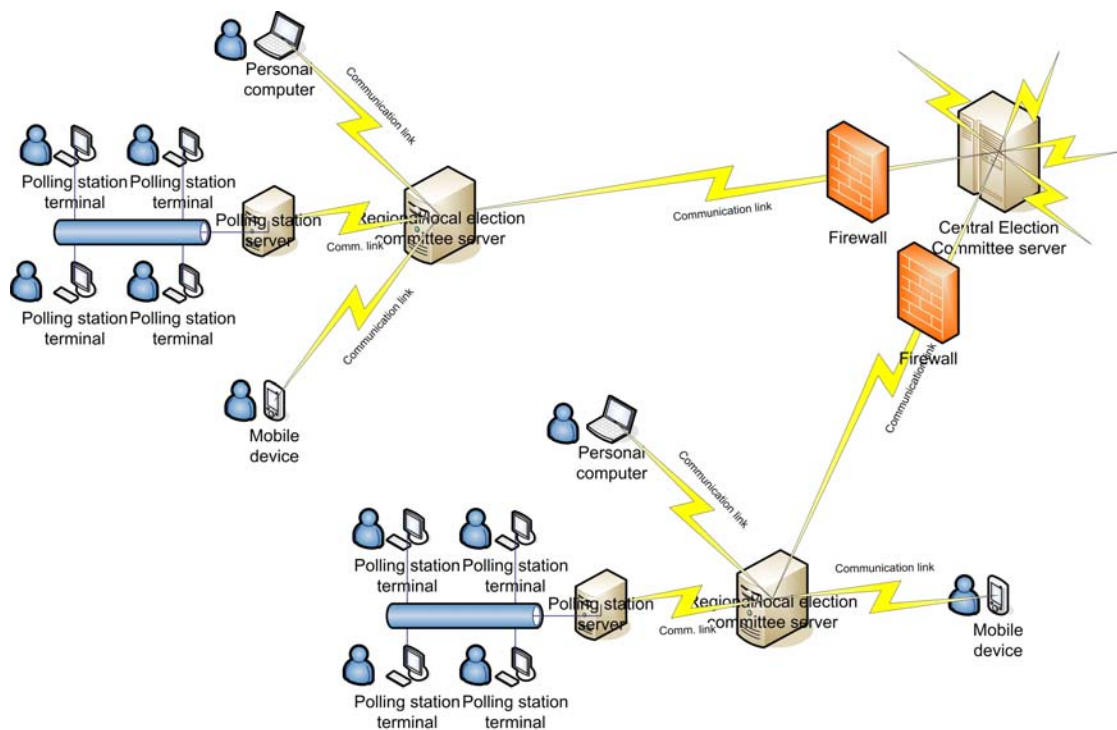 Personal
computer
Communication link
Polling station
terminal
Polling station
terminal
Polling station
server
Comm. link
Regional/local election
committee server
Communication link
Firewall
Central Election
Committee server
Polling station
terminal
Polling station
terminal
Communication link
Mobile
device
Firewall
Communication link
Personal
computer
Communication link
Polling station
terminal
Polling station
terminal
Polling station
server
Comm. link
Regional/local election
committee server
Communication link
Mobile
device
Polling station
terminal
Polling station
terminal